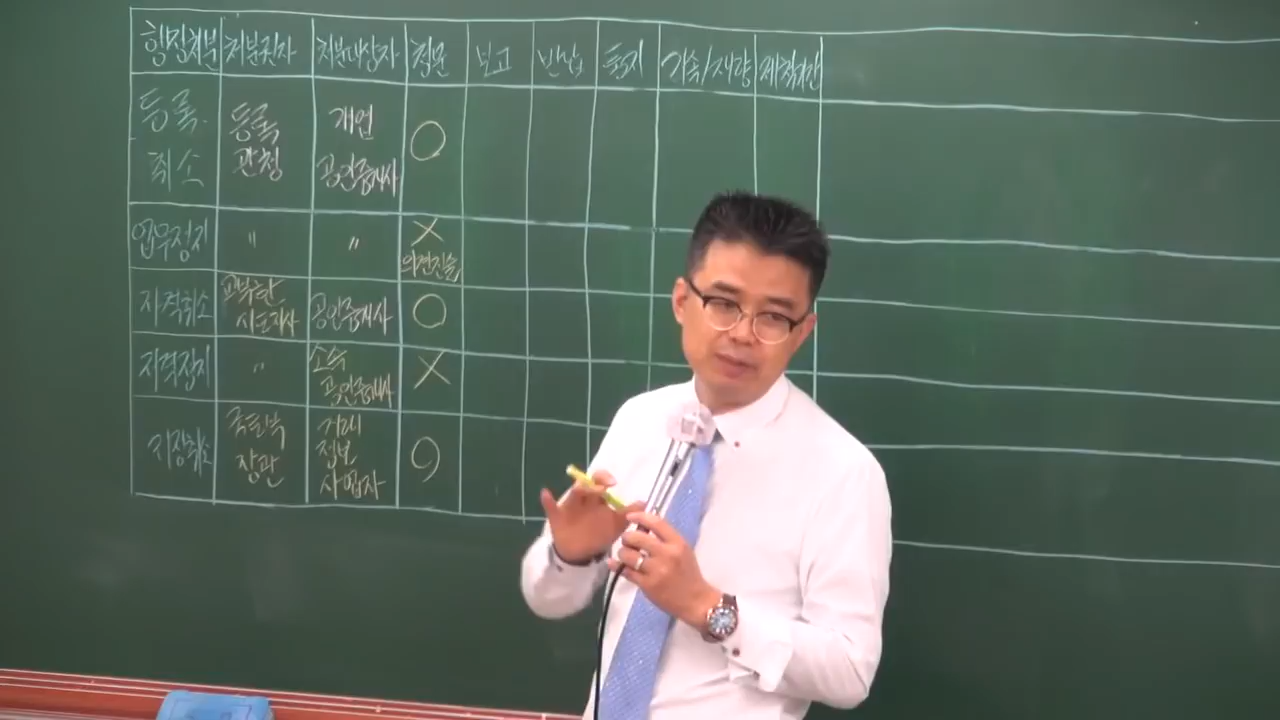 행정처분 처분권자 처분대상자 청문 보고 반납 통지 기속/재량 제척기간
등록취소 등록관청 개업공인중개사 ○
업무정지 〃 〃 × 의견진술
자격취소 교부한 시·도지사 공인중개사 ○
자격정지 〃 소속공인중개사 ×
지정취소 국토부장관 거래정보사업자 ○